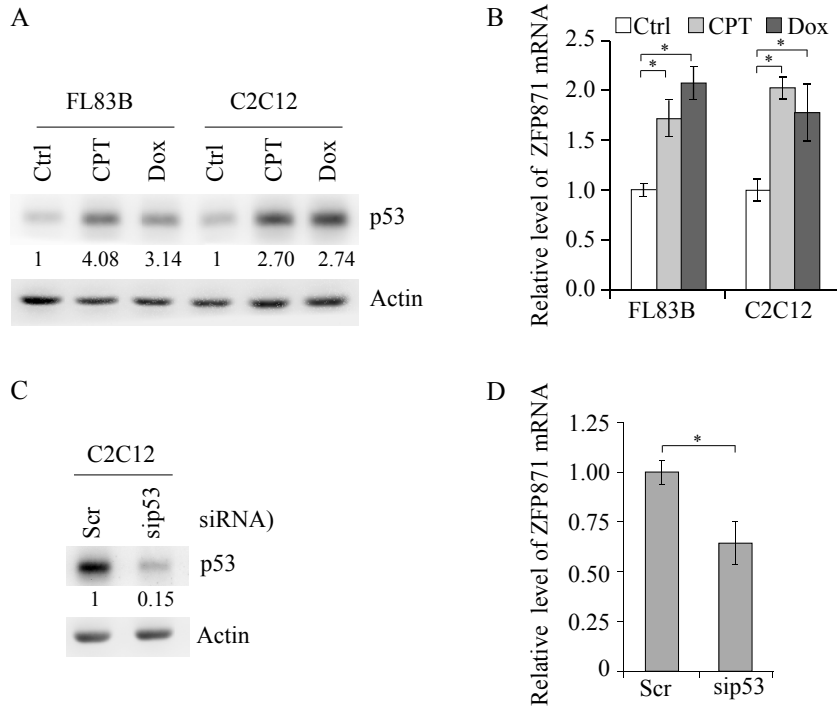 A
FL83B C2C12
Ctrl CPT Dox Ctrl CPT Dox
p53
1 4.08 3.14 1 2.70 2.74
Actin
B
Relative level of ZFP871 mRNA
Ctrl CPT Dox
2.5
2.0
1.5
1.0
0.5
0.0
* * * *
FL83B C2C12
C
C2C12
Scr sip53 siRNA)
p53
1 0.15
Actin
D
Relative level of ZFP871 mRNA
1.25
1.00
0.75
0.50
0.25
0
*
Scr sip53